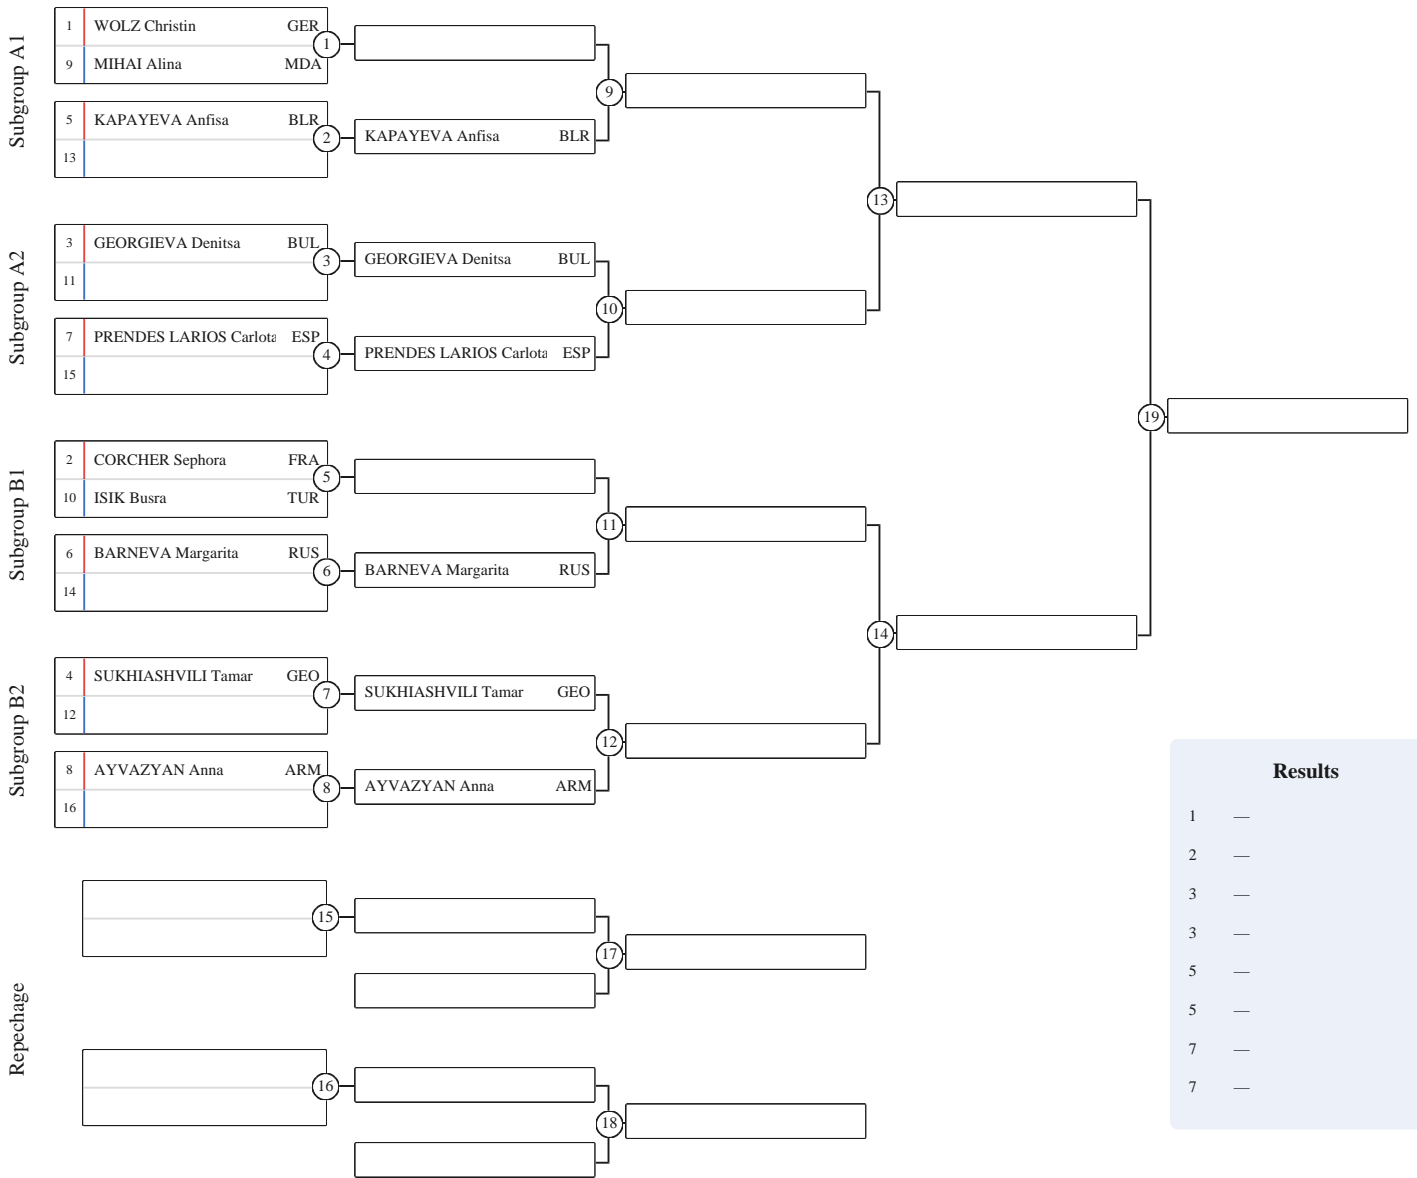 Subgroup A1
1 WOLZ Christin GER
9 MIHAI Alina MDA
1
5 KAPAYEVA Anfisa BLR
13
2
KAPAYEVA Anfisa BLR
9
Subgroup A2
3 GEORGIEVA Denitsa BUL
11
3
GEORGIEVA Denitsa BUL
7 PRENDES LARIOS Carlota ESP
15
4
PRENDES LARIOS Carlota ESP
10
13
Subgroup B1
2 CORCHER Sephora FRA
10 ISIK Busra TUR
5
6 BARNEVA Margarita RUS
14
6
BARNEVA Margarita RUS
11
Subgroup B2
4 SUKHIASHVILI Tamar GEO
12
7
SUKHIASHVILI Tamar GEO
8 AYVAZYAN Anna ARM
16
8
AYVAZYAN Anna ARM
12
14
19
Repechage
15
17
16
18
Results
1 —
2 —
3 —
3 —
5 —
5 —
7 —
7 —